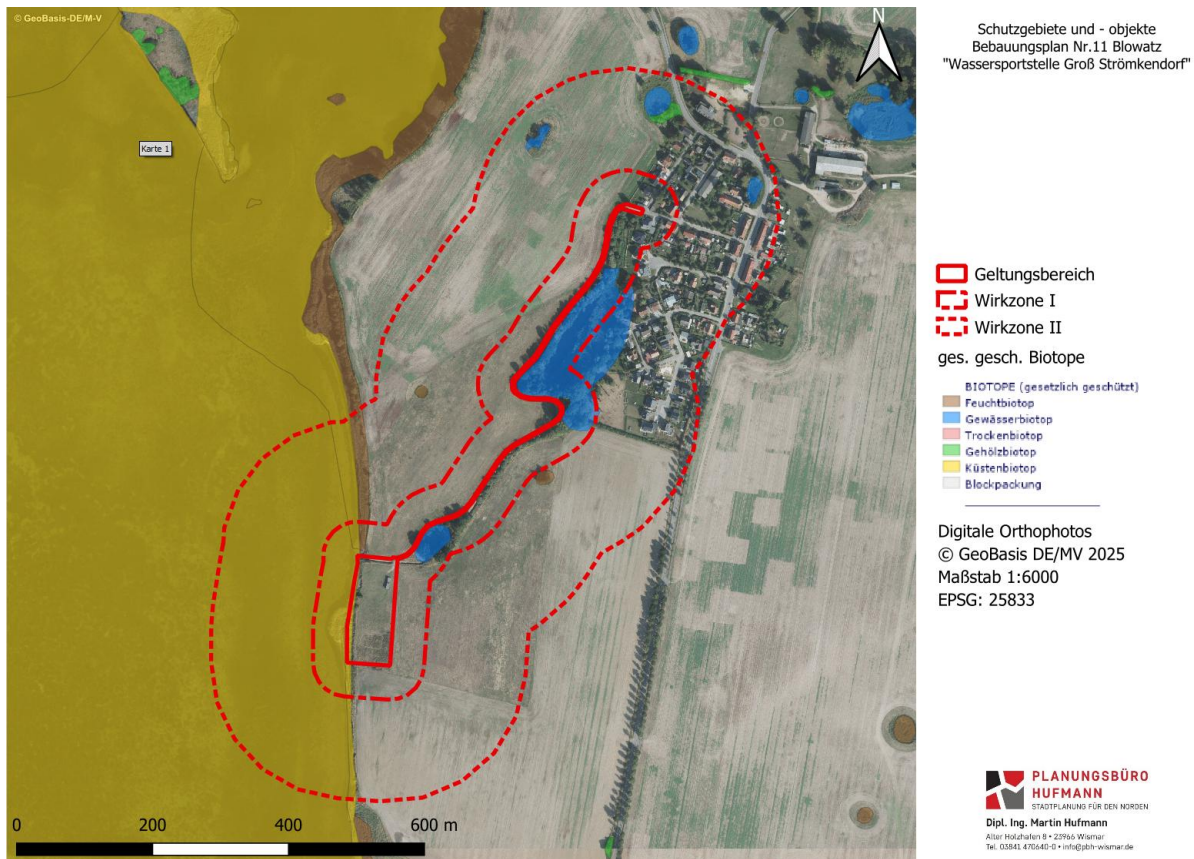 © GeoBasis-DE/M-V
Karte 1
N
0
200
400
600 m
Schutzgebiete und - objekte
Bebauungsplan Nr.11 Blowatz
"Wassersportstelle Groß Strömkendorf"
Geltungsbereich
Wirkzone I
Wirkzone II
ges. gesch. Biotope
BIOTOPE (gesetzlich geschützt)
Feuchtbiotop
Gewässerbiotop
Trockenbiotop
Gehölzbiotop
Küstenbiotop
Blockpackung
Digitale Orthophotos
© GeoBasis DE/MV 2025
Maßstab 1:6000
EPSG: 25833
PLANUNGSBÜRO
HUFMANN
STADTPLANUNG FÜR DEN NORDEN
Dipl. Ing. Martin Hufmann
Alter Holzhafen 8 • 23966 Wismar
Tel. 03841 470640-0 • info@pbh-wismar.de